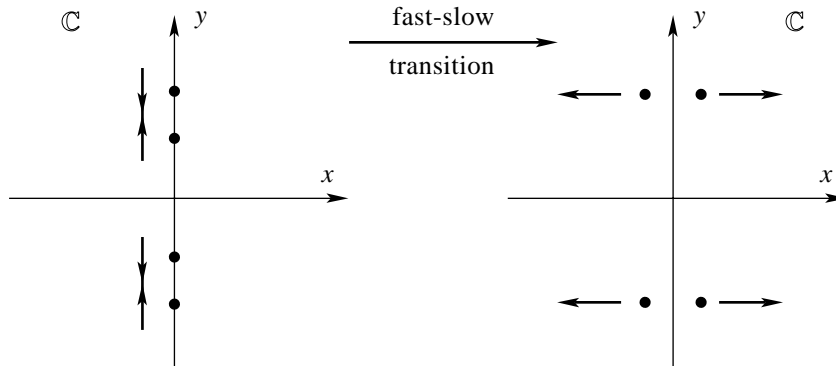 ℂ
y
fast-slow
transition
y
ℂ
x
x